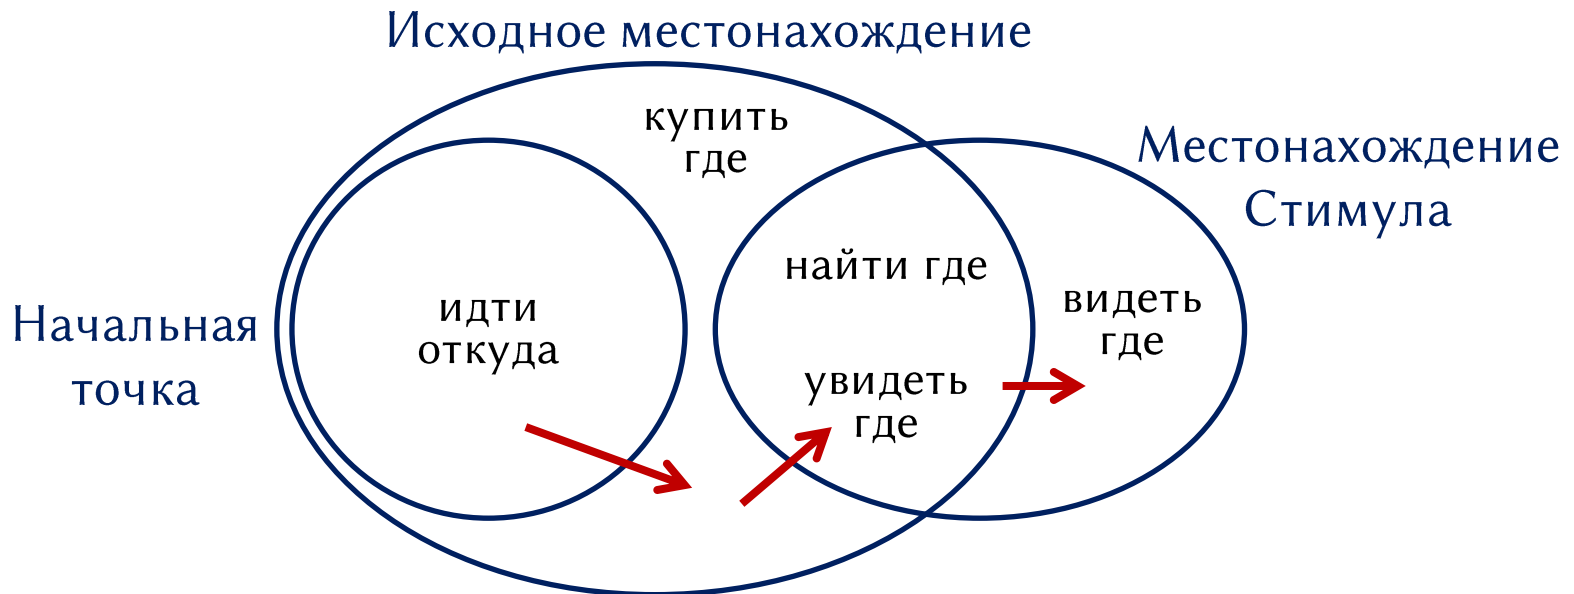 Исходное местонахождение
купить
где
Местонахождение
Стимула
найти где
видеть
где
Начальная
точка
идти
откуда
увидеть
где